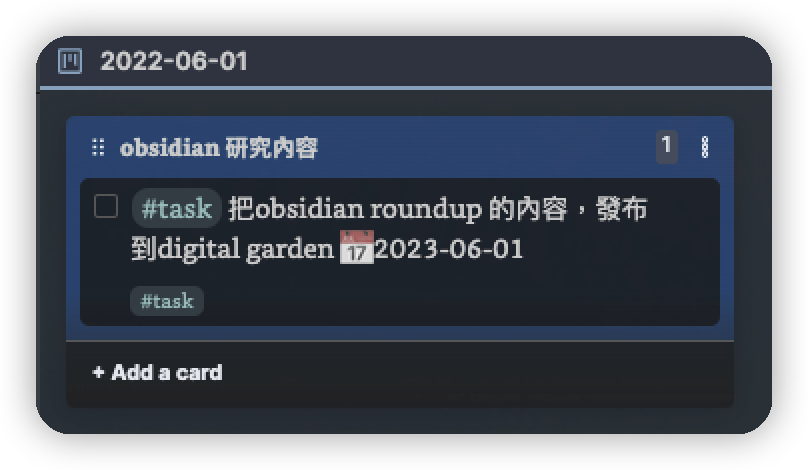 2022-06-01
obsidian 研究內容
1
#task 把obsidian roundup 的內容，發布
到digital garden 📅2023-06-01
#task
+ Add a card